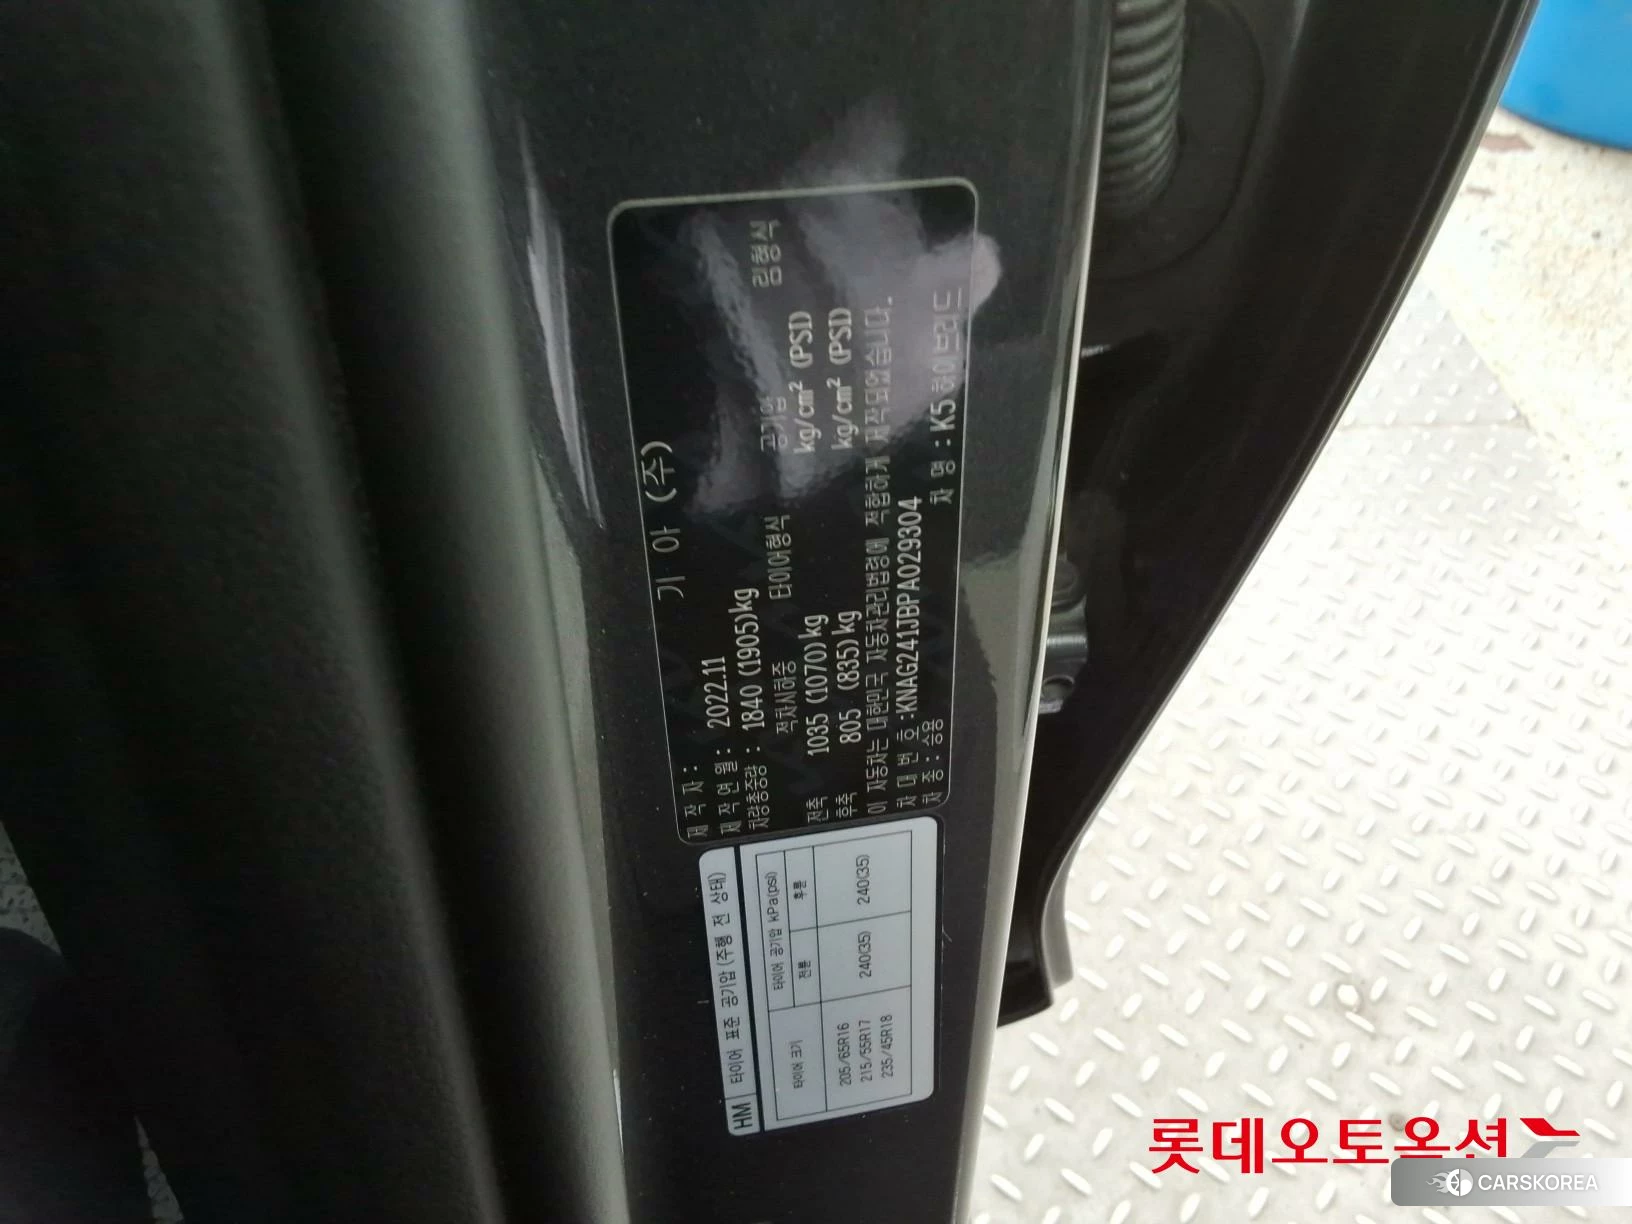 제 작 자 : 기 아 (주)
제 작 연 월 : 2022.11
차량총중량 : 1840 (1905)kg
적차시하중 타이어형식 공기압 림형식
전축 1035 (1070)kg kg/cm² (PSI)
후축 805 (835)kg kg/cm² (PSI)
이 자동차는 대한민국 자동차관리법령에 적합하게 제작되었습니다.
차 대 번 호 :KNAG241JBPA029304
차 종 : 승용 차 명 : K5하이브리드
HM 타이어 표준 공기압 (주행 전 상태)
타이어 크기 타이어 공기압 kPa(psi)
전륜 후륜
205/65R16
215/55R17 240(35) 240(35)
235/45R18
롯데오토옥션
CARSKOREA